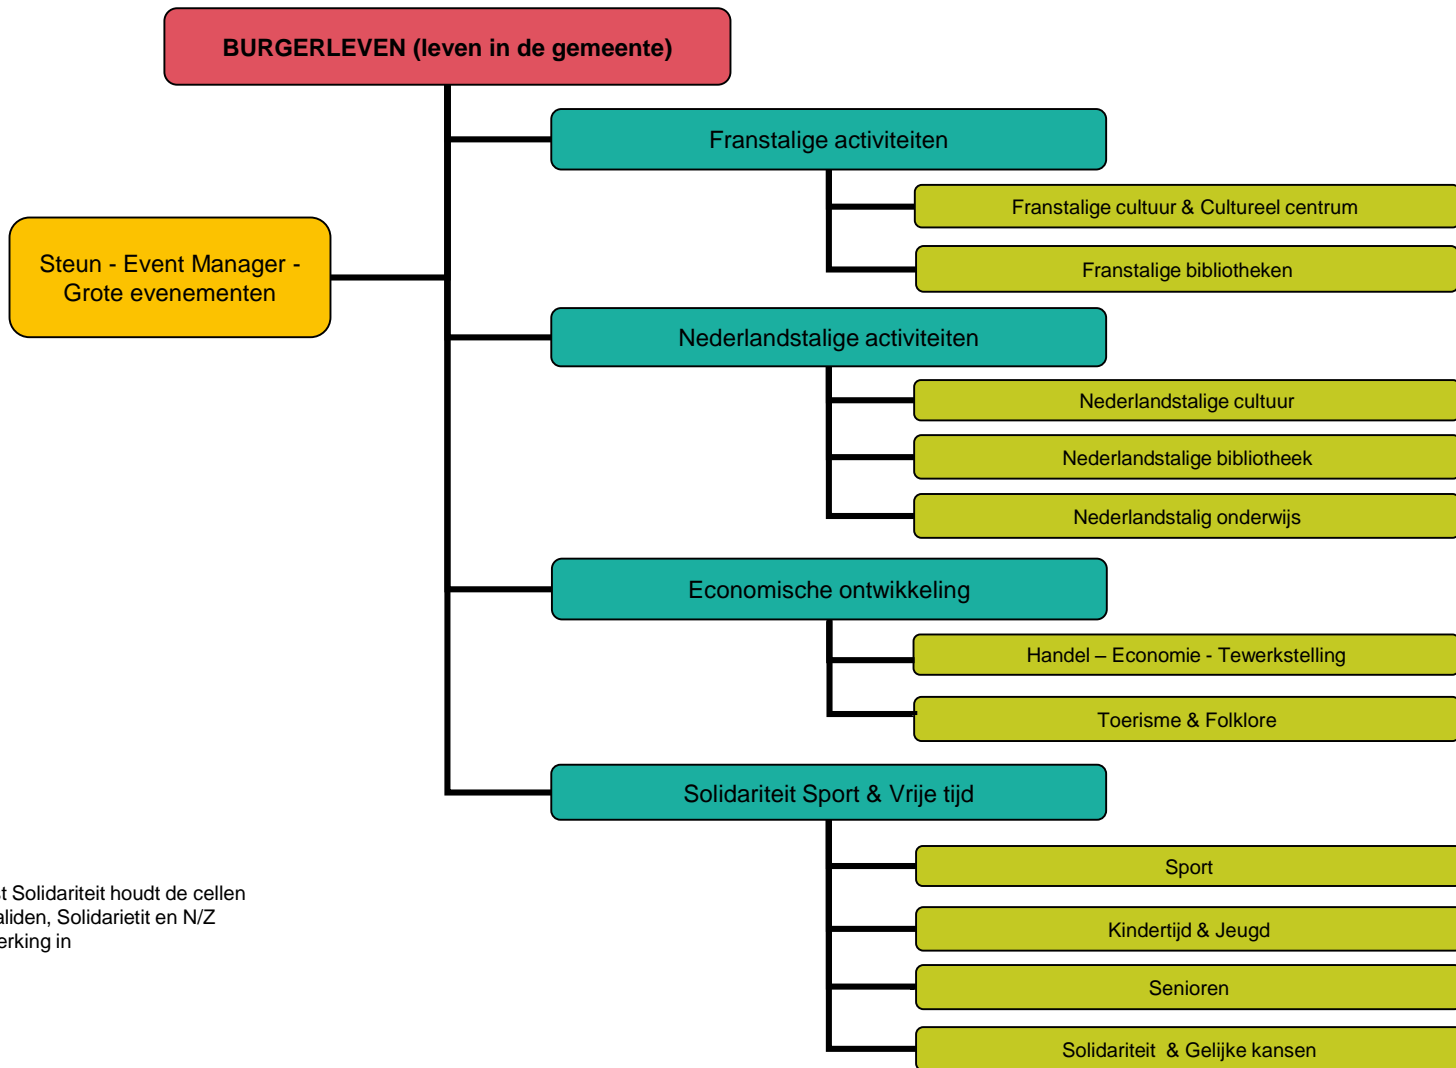 BURGERLEVEN (leven in de gemeente)
Franstalige activiteiten
Franstalige cultuur & Cultureel centrum
Franstalige bibliotheken
Steun - Event Manager -
Grote evenementen
Nederlandstalige activiteiten
Nederlandstalige cultuur
Nederlandstalige bibliotheek
Nederlandstalig onderwijs
Economische ontwikkeling
Handel – Economie - Tewerkstelling
Toerisme & Folklore
Solidariteit Sport & Vrije tijd
Sport
Kindertijd & Jeugd
Senioren
Solidariteit & Gelijke kansen
Solidariteit houdt de cellen
Solidarietit en N/Z
in